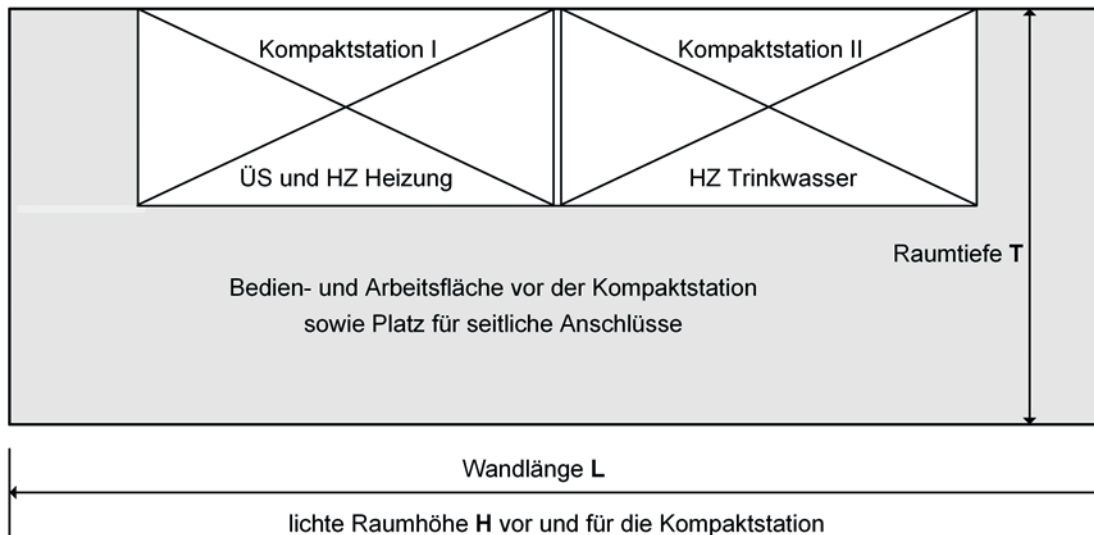 Kompaktstation I
Kompaktstation II
ÜS und HZ Heizung
HZ Trinkwasser
Raumtiefe T
Bedien- und Arbeitsfläche vor der Kompaktstation
sowie Platz für seitliche Anschlüsse
Wandlänge L
lichte Raumhöhe H vor und für die Kompaktstation